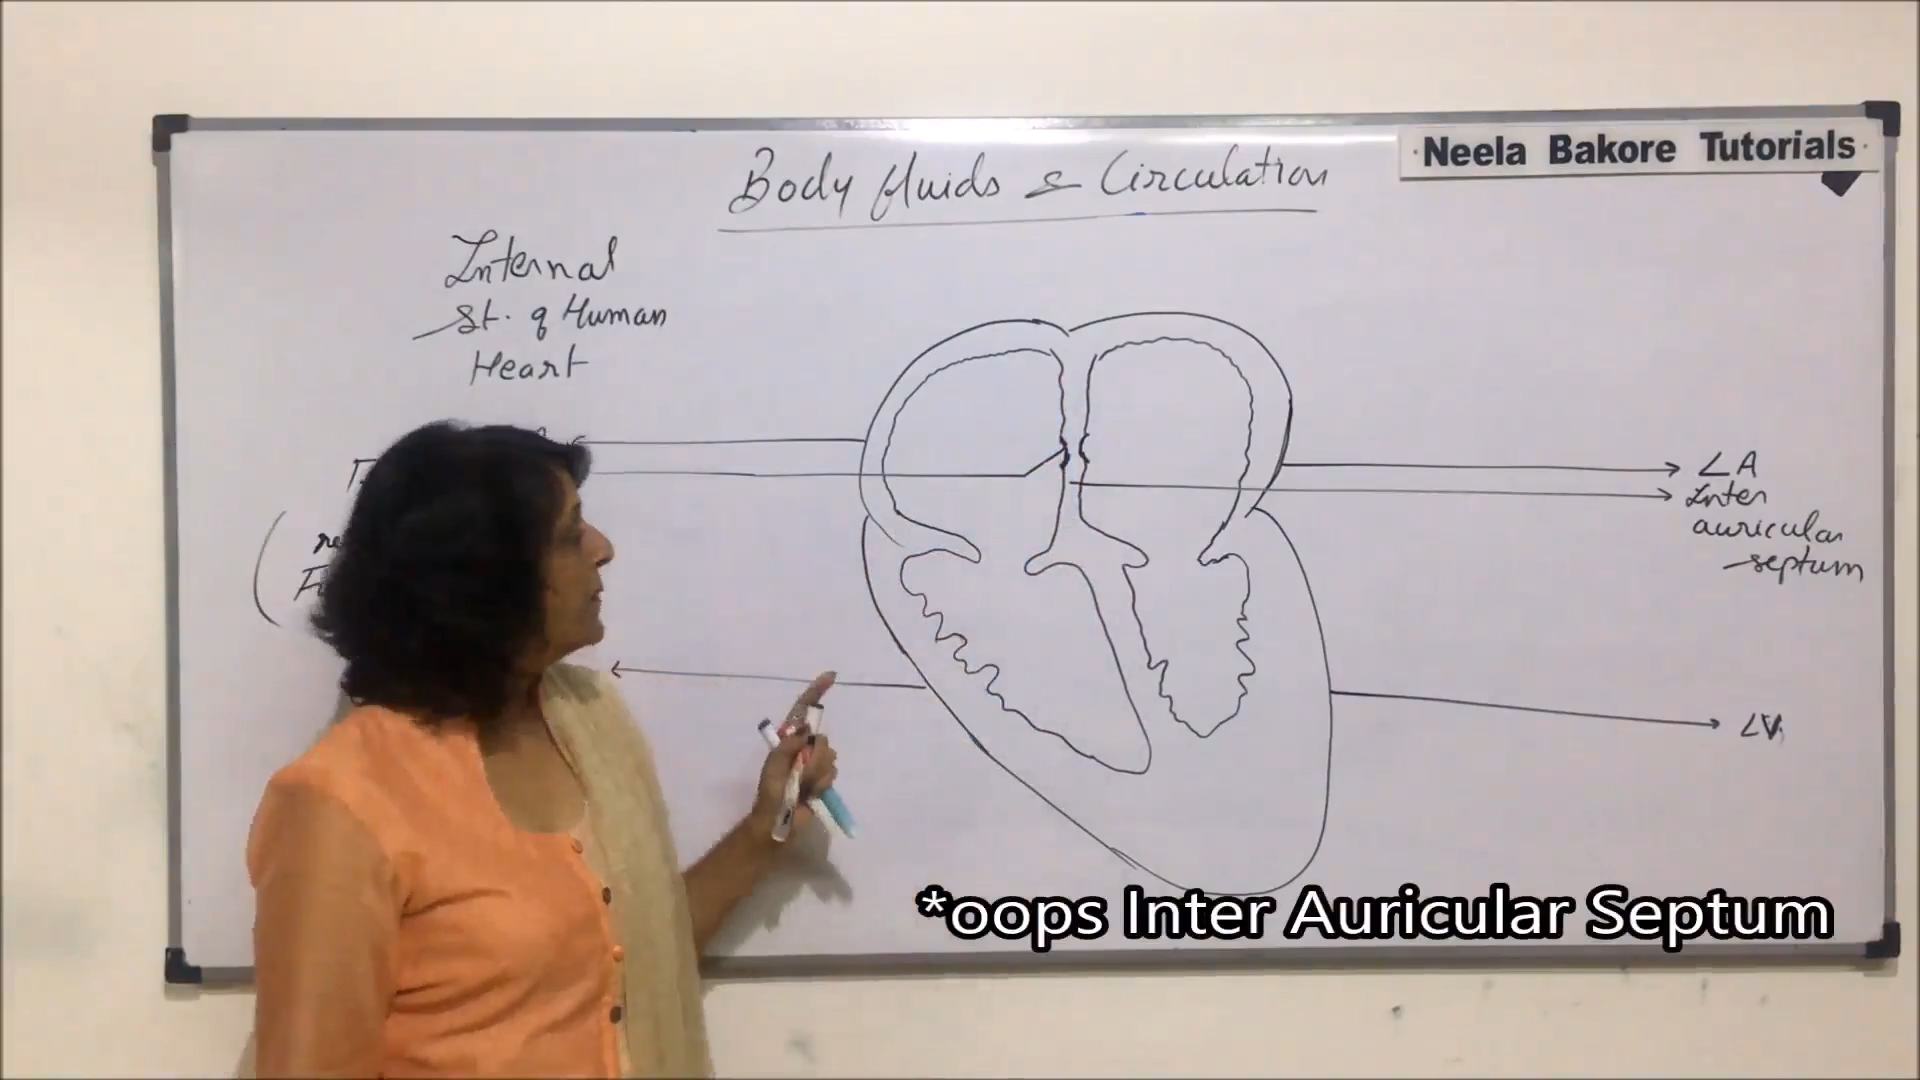 Neela Bakore Tutorials
Body fluids & Circulation
Internal
St. of Human
Heart
LA
Inter
auricular
septum
LV
*oops Inter Auricular Septum